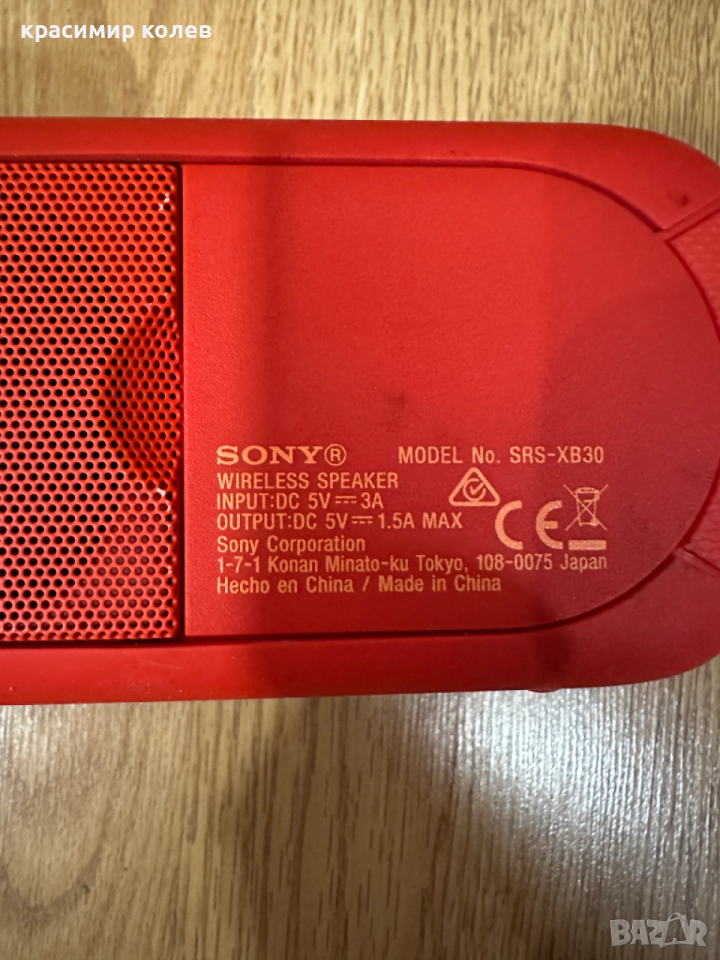 красимир колев
SONY® MODEL No. SRS-XB30
WIRELESS SPEAKER
INPUT:DC 5V⎓3A
OUTPUT:DC 5V⎓1.5A MAX
CE
Sony Corporation
1-7-1 Konan Minato-ku Tokyo, 108-0075 Japan
Hecho en China / Made in China
BAZAR